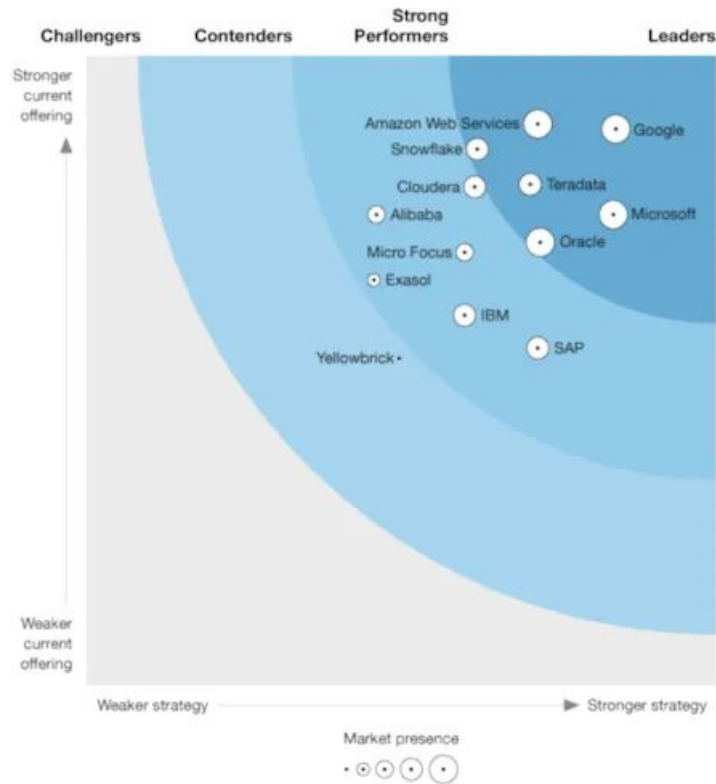 Challengers
Contenders
Strong
Performers
Leaders
Stronger
current
offering
Amazon Web Services
Google
Snowflake
Cloudera
Teradata
Alibaba
Microsoft
Micro Focus
Oracle
Exasol
IBM
SAP
Yellowbrick
Weaker
current
offering
Weaker strategy
Stronger strategy
Market presence